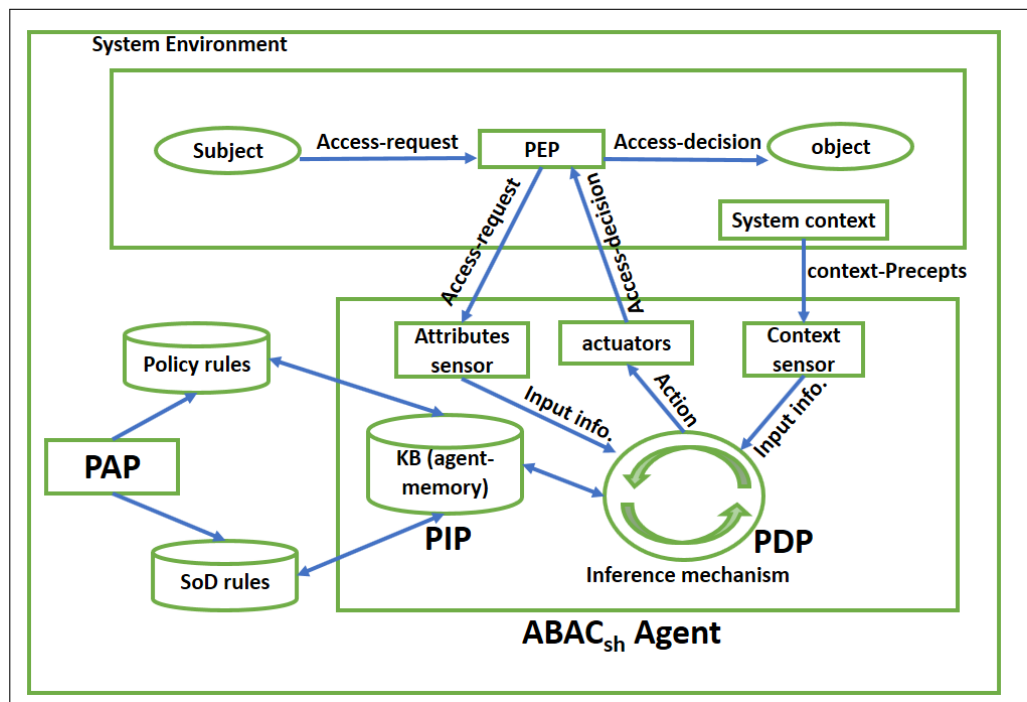 System Environment
Subject
Access-request
PEP
Access-decision
object
Access-request
Access-decision
System context
context-Precepts
Policy rules
Attributes
sensor
actuators
Context
sensor
Input info.
Action
Input info.
PAP
KB (agent-
memory)
PIP
PDP
SoD rules
Inference mechanism
ABACsh Agent